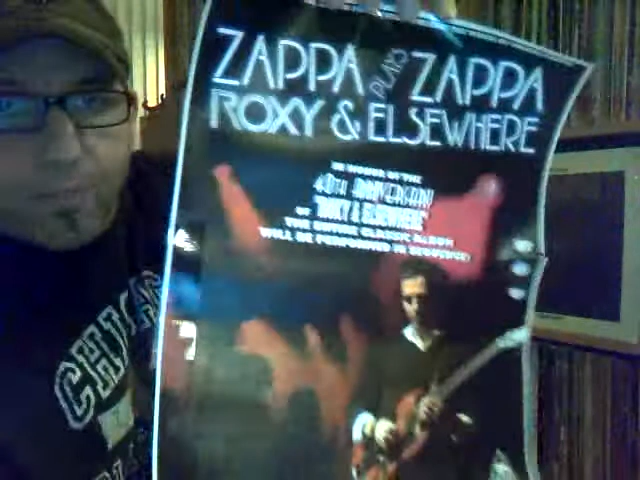 ZAPPA PLAYS ZAPPA
ROXY & ELSEWHERE
IN HONOR OF THE
40TH ANNIVERSARY
OF "ROXY & ELSEWHERE"
THE ENTIRE CLASSIC ALBUM
WILL BE PERFORMED IN SEQUENCE!